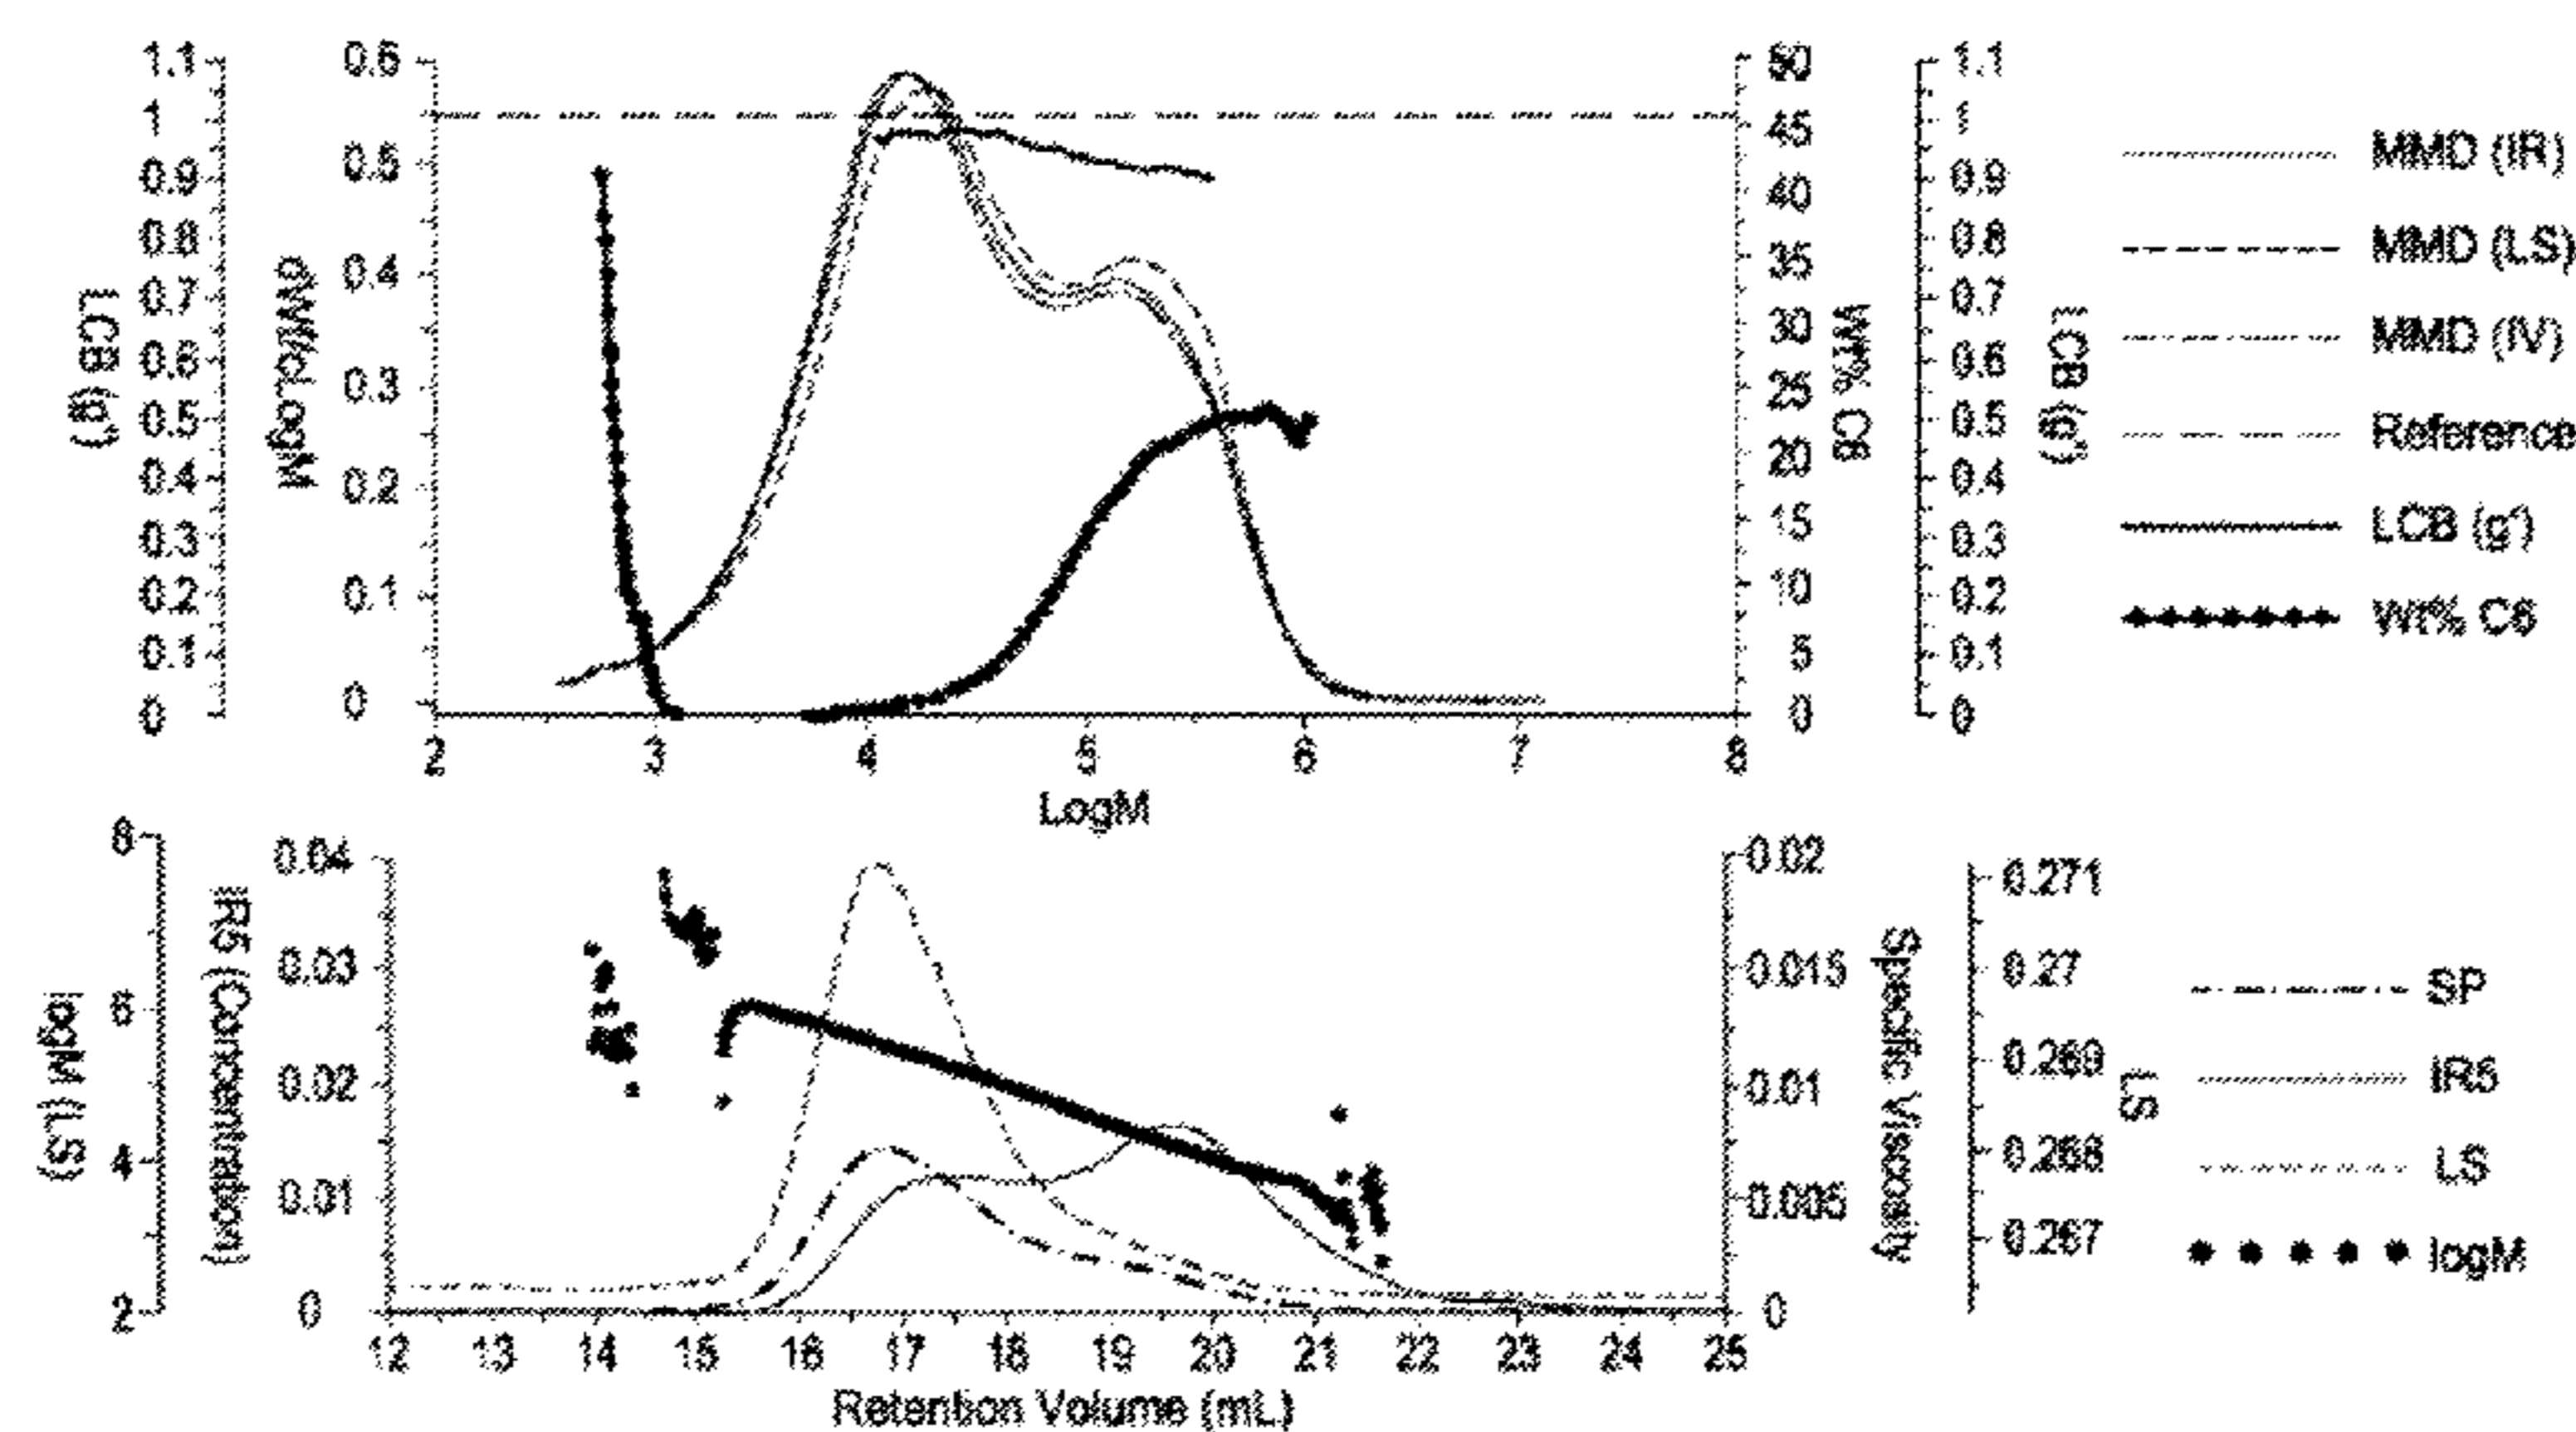 1.1
1
0.9
0.8
0.7
0.6
0.5
0.4
0.3
0.2
0.1
0
LCB (g')
0.6
0.5
0.4
0.3
0.2
0.1
0
dWt/cLogM
50
45
40
35
30
25
20
15
10
5
0
Wt% C6
1.1
1
0.9
0.8
0.7
0.6
0.5
0.4
0.3
0.2
0.1
0
LCB (g')
MMD (IR)
MMD (LS)
MMD (IV)
Reference
LCB (g')
Wt% C6
2 3 4 5 6 7 8
LogM
8
6
4
2
logM (LS)
0.04
0.03
0.02
0.01
0
IR5 (Concentration)
0.02
0.015
0.01
0.005
0
Specific Viscosity
0.271
0.27
0.269
0.268
0.267
LS
SP
IR5
LS
logM
12 13 14 15 16 17 18 19 20 21 22 23 24 25
Retention Volume (mL)